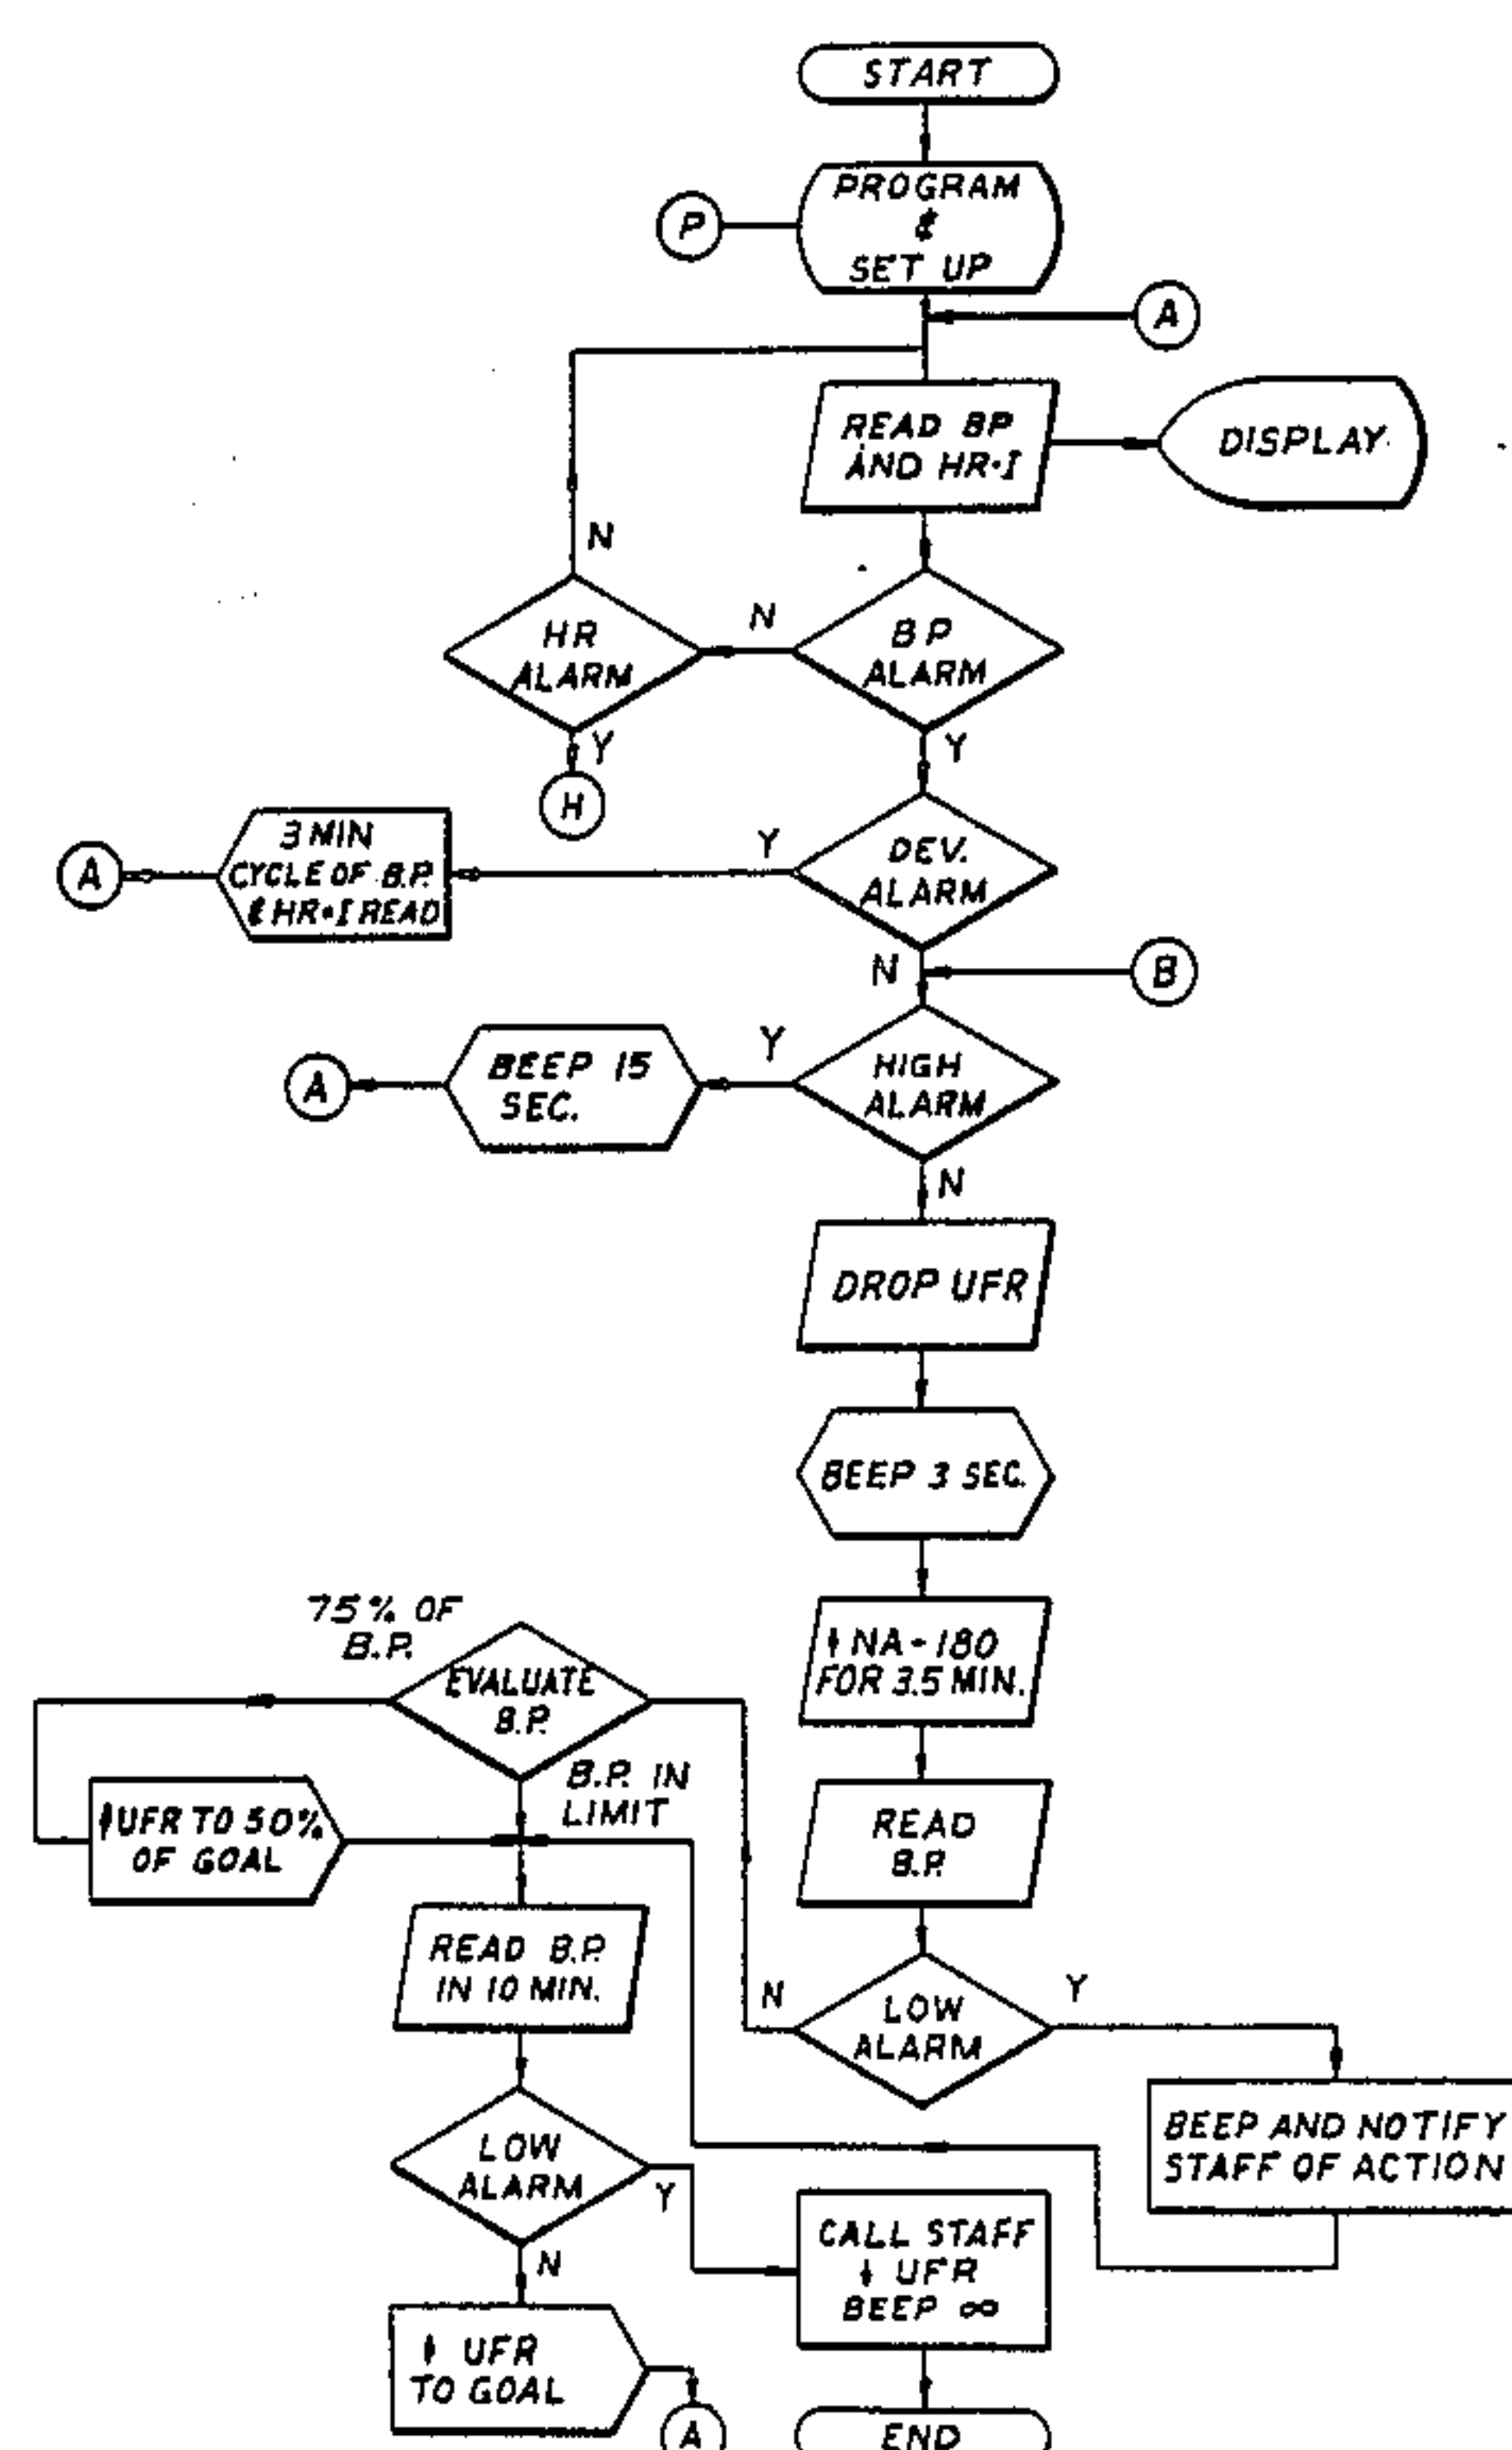 START
PROGRAM
&
SET UP
P
A
READ BP
AND HR•I
DISPLAY
N
HR
ALARM
N
BP
ALARM
Y
H
Y
3 MIN
CYCLE OF B.P.
& HR•I READ
A
Y
DEV.
ALARM
N
B
A
BEEP 15
SEC.
Y
HIGH
ALARM
N
DROP UFR
BEEP 3 SEC.
75% OF
B.P.
EVALUATE
B.P.
NA-180
FOR 3.5 MIN.
B.P. IN
LIMIT
UFR TO 50%
OF GOAL
READ
B.P.
READ B.P.
IN 10 MIN.
N
LOW
ALARM
Y
LOW
ALARM
Y
BEEP AND NOTIFY
STAFF OF ACTION
N
CALL STAFF
↓ UFR
BEEP ∞
UFR
TO GOAL
A
END